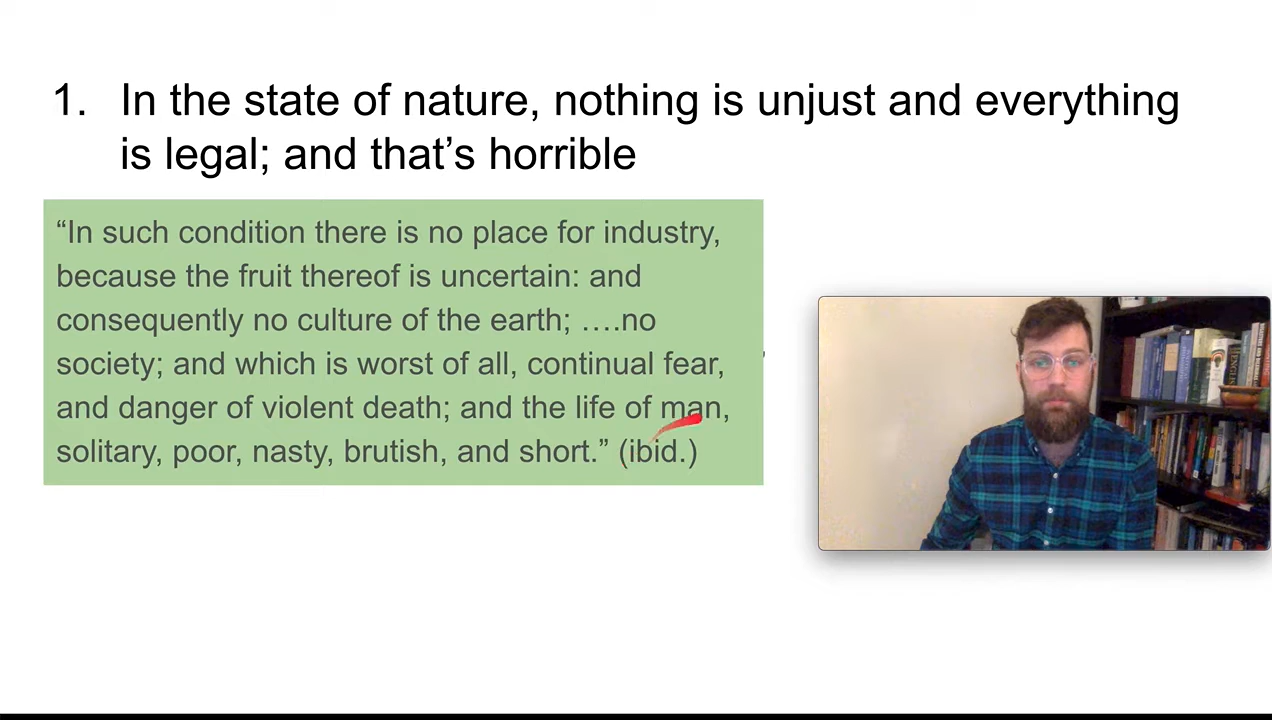 1. In the state of nature, nothing is unjust and everything
is legal; and that’s horrible
“In such condition there is no place for industry,
because the fruit thereof is uncertain: and
consequently no culture of the earth; ….no
society; and which is worst of all, continual fear,
and danger of violent death; and the life of man,
solitary, poor, nasty, brutish, and short.” (ibid.)